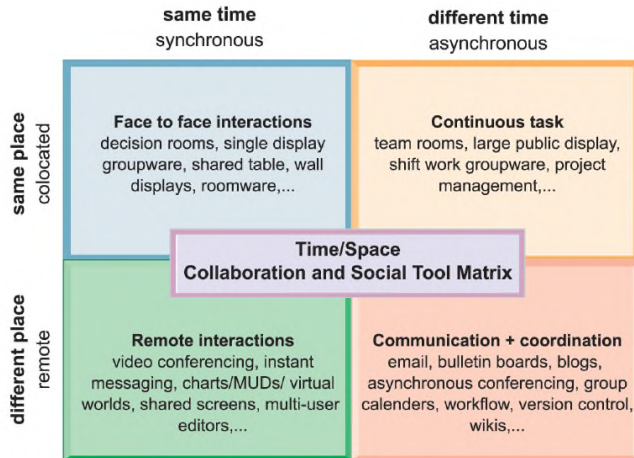 same time
synchronous
different time
asynchronous
same place
colocated
Face to face interactions
decision rooms, single display
groupware, shared table, wall
displays, roomware,...
Continuous task
team rooms, large public display,
shift work groupware, project
management,...
Time/Space
Collaboration and Social Tool Matrix
different place
remote
Remote interactions
video conferencing, instant
messaging, charts/MUDs/ virtual
worlds, shared screens, multi-user
editors,...
Communication + coordination
email, bulletin boards, blogs,
asynchronous conferencing, group
calenders, workflow, version control,
wikis,...